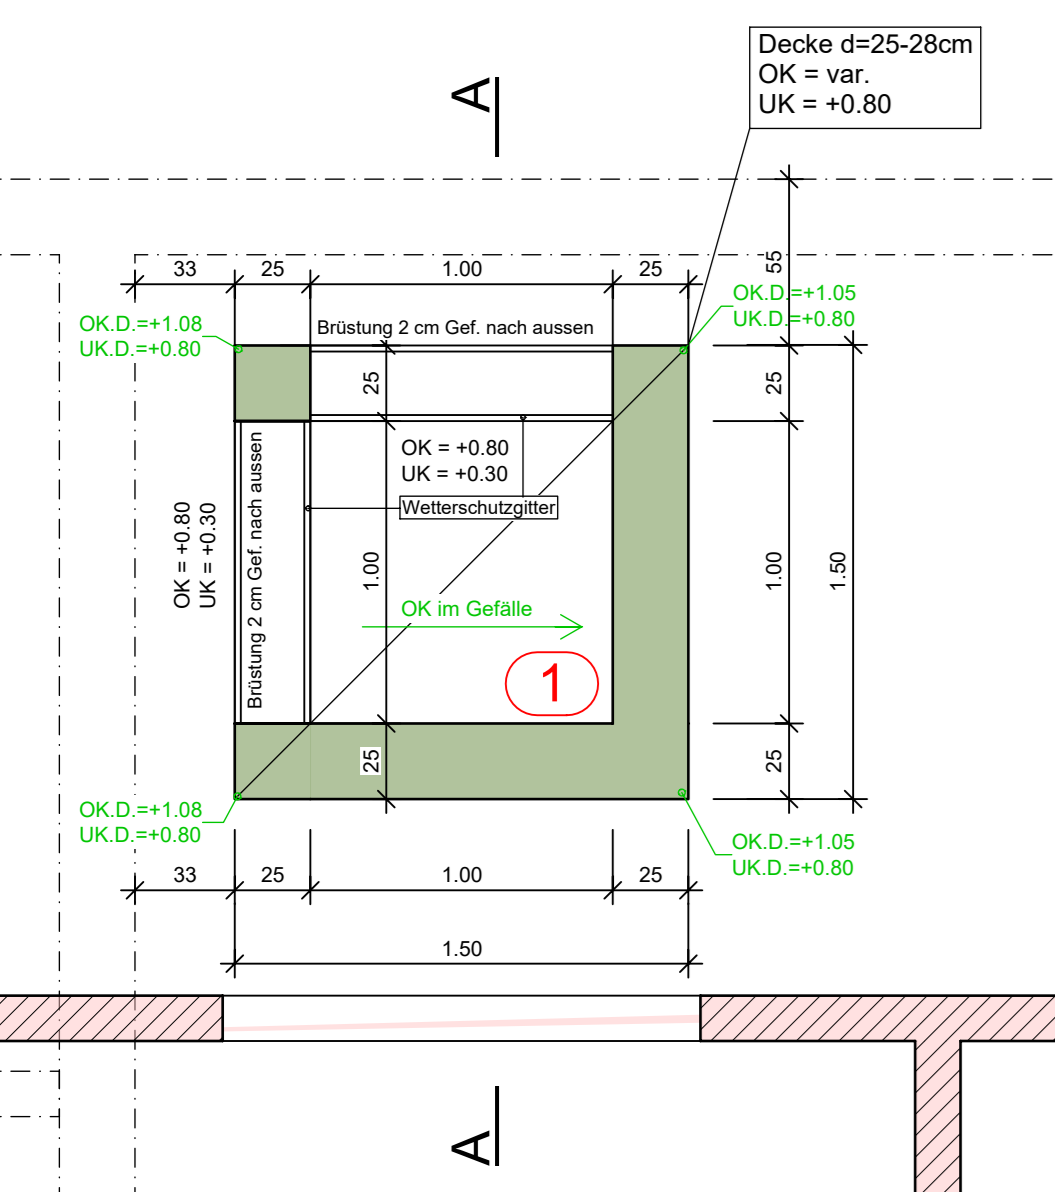 A
Decke d=25-28cm
OK = var.
UK = +0.80
55
33
25
1.00
25
OK.D.=+1.05
UK.D.=+0.80
OK.D.=+1.08
UK.D.=+0.80
Brüstung 2 cm Gef. nach aussen
25
25
OK = +0.80
UK = +0.30
Wetterschutzgitter
OK = +0.80
UK = +0.30
Brüstung 2 cm Gef. nach aussen
1.00
1.00
1.50
OK im Gefälle
1
25
25
OK.D.=+1.08
UK.D.=+0.80
OK.D.=+1.05
UK.D.=+0.80
33
25
1.00
25
1.50
A